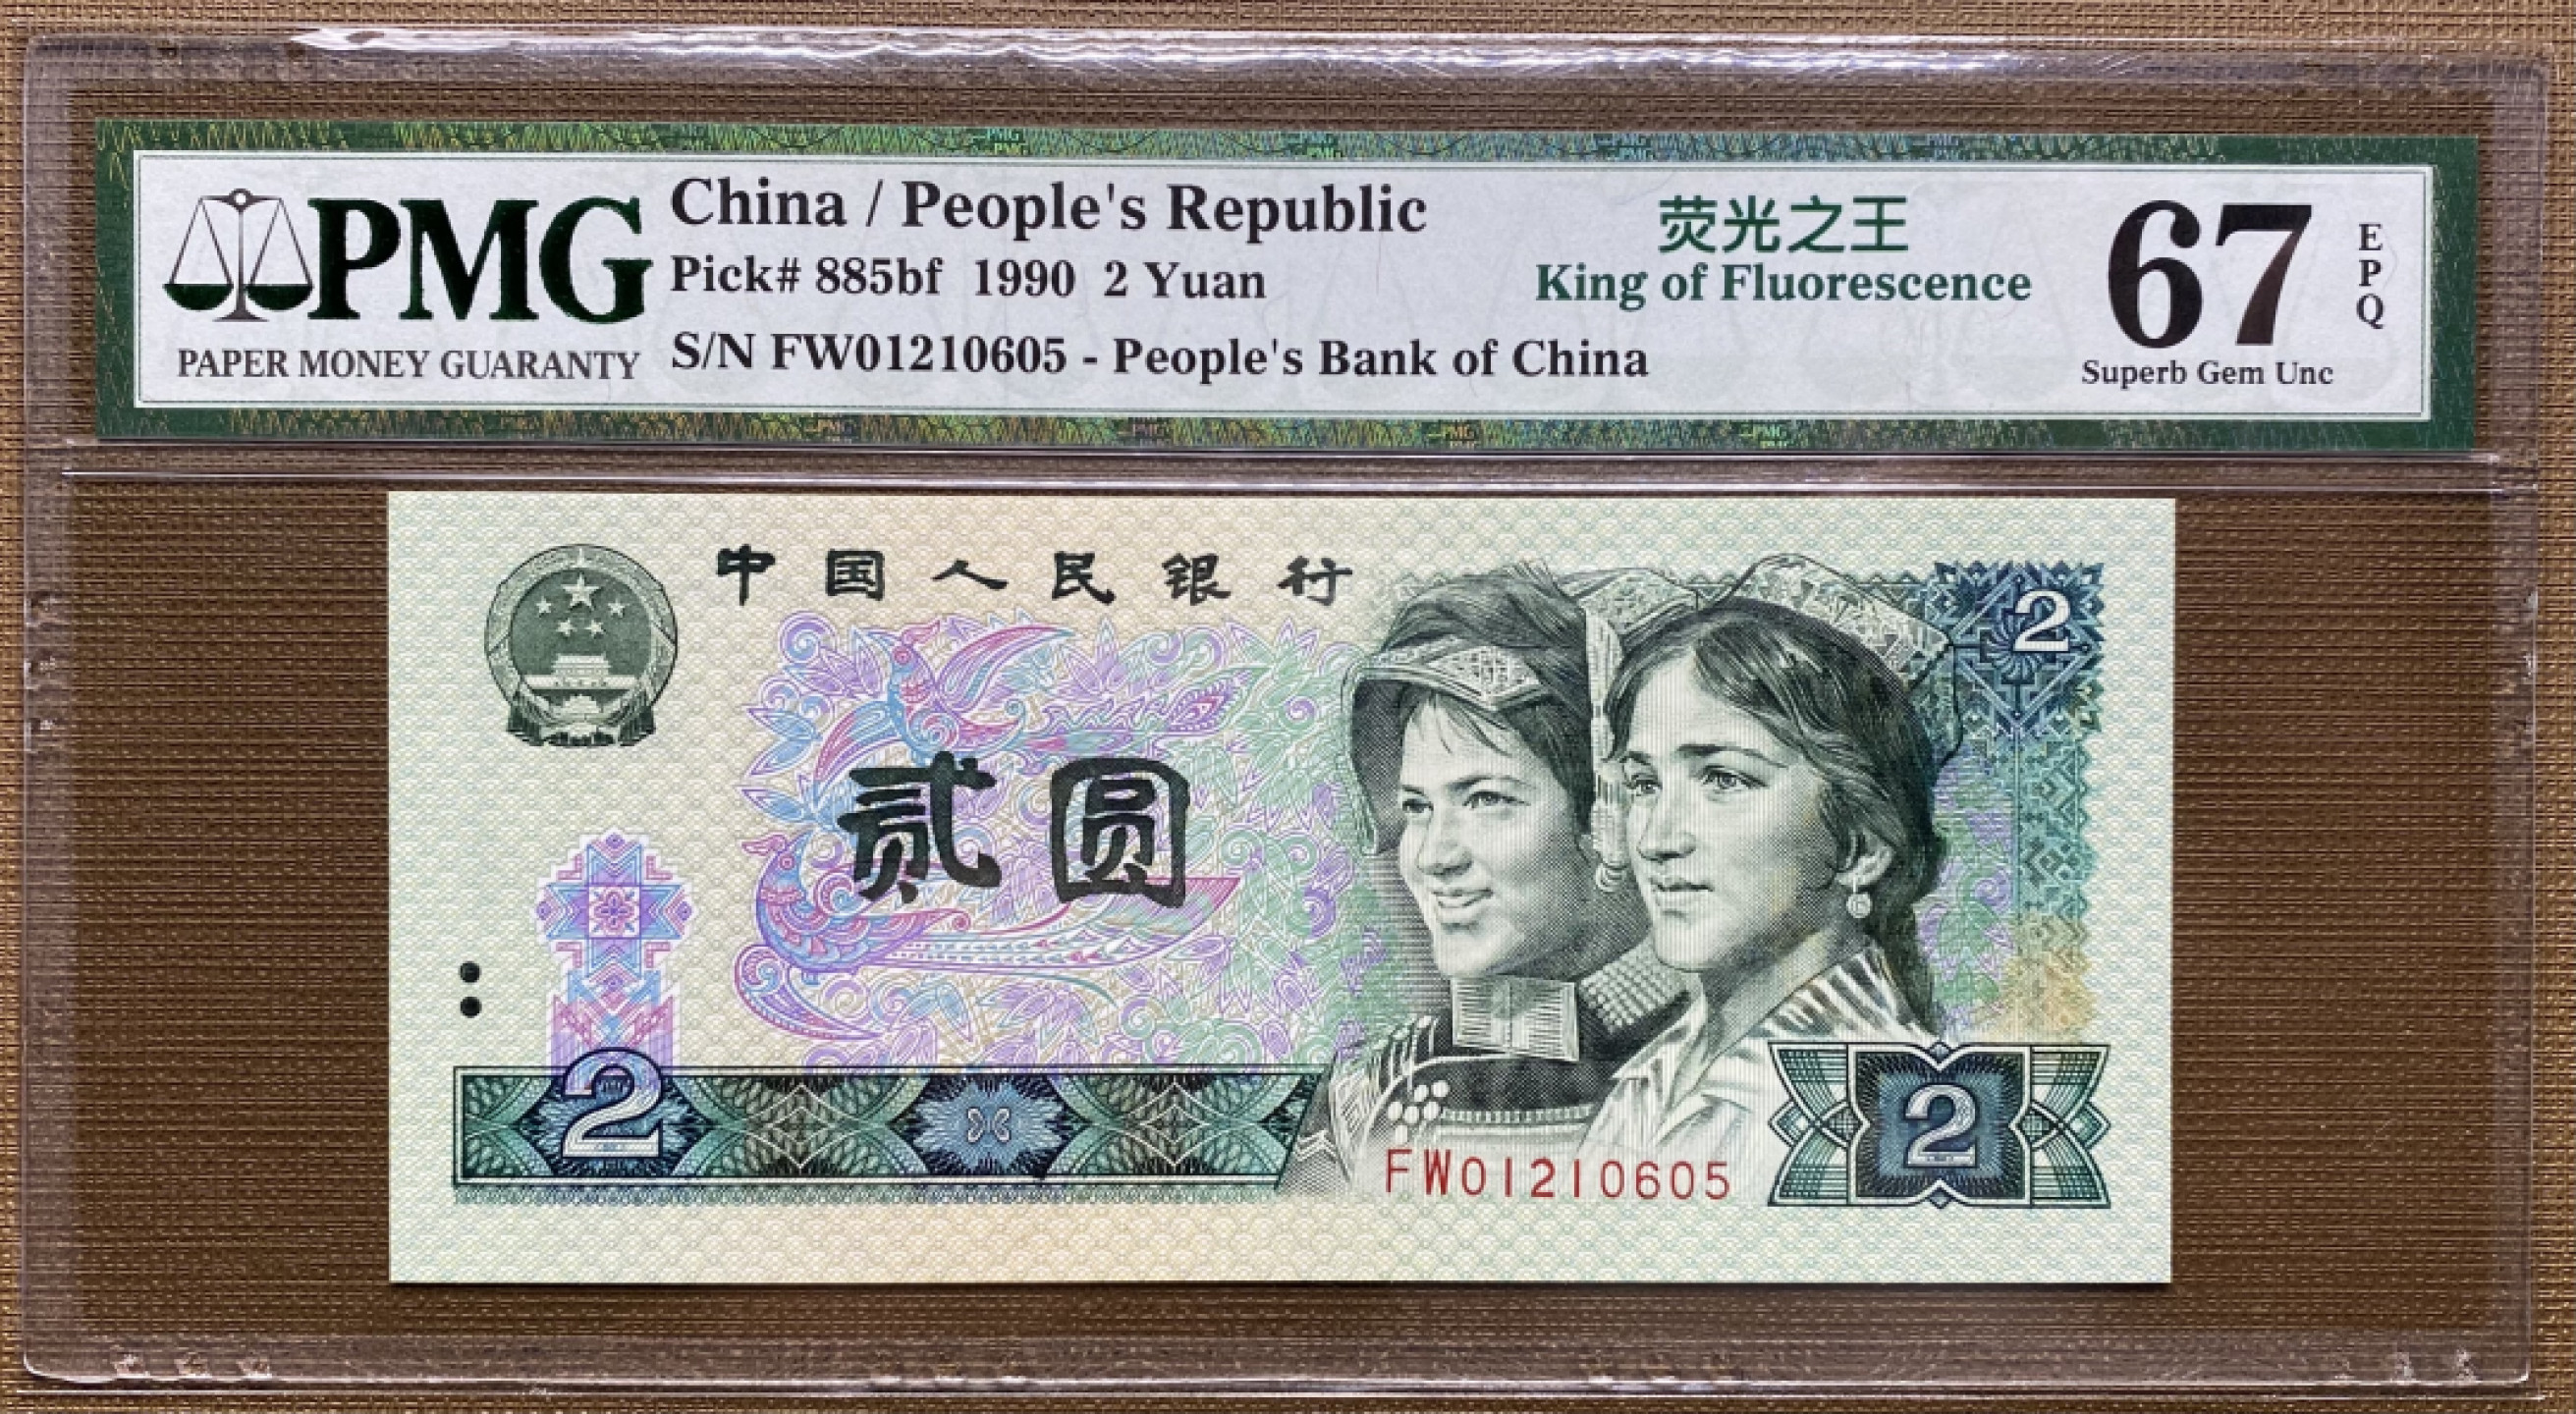 PMG
PAPER MONEY GUARANTY
China / People's Republic
Pick# 885bf 1990 2 Yuan
S/N FW01210605 - People's Bank of China
荧光之王
King of Fluorescence
67
EPQ
Superb Gem Unc
中国人民银行
2
贰圆
2
FW01210605
2